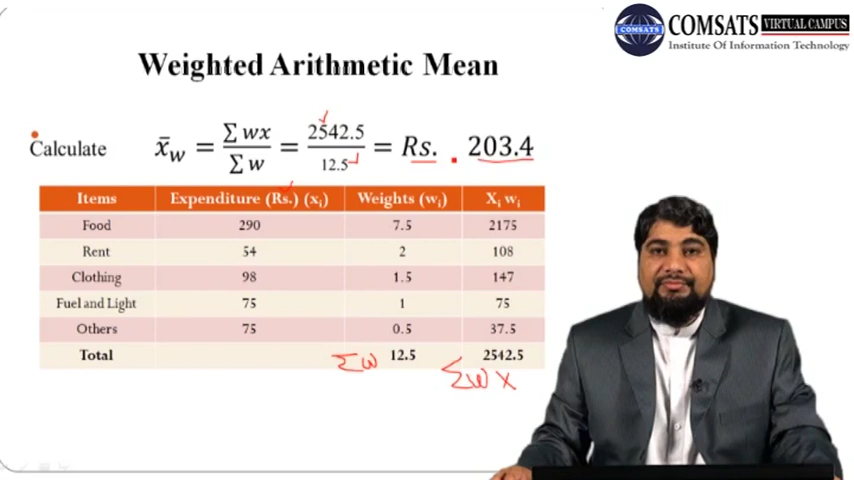 COMSATS VIRTUAL CAMPUS
COMSATS
Institute Of Information Technology
Weighted Arithmetic Mean
Calculate x̄w = ∑ wx / ∑ w = 2542.5 / 12.5 = Rs. 203.4
Items Expenditure (Rs.) (xi) Weights (wi) Xi wi
Food 290 7.5 2175
Rent 54 2 108
Clothing 98 1.5 147
Fuel and Light 75 1 75
Others 75 0.5 37.5
Total 12.5 2542.5
∑w ∑wx